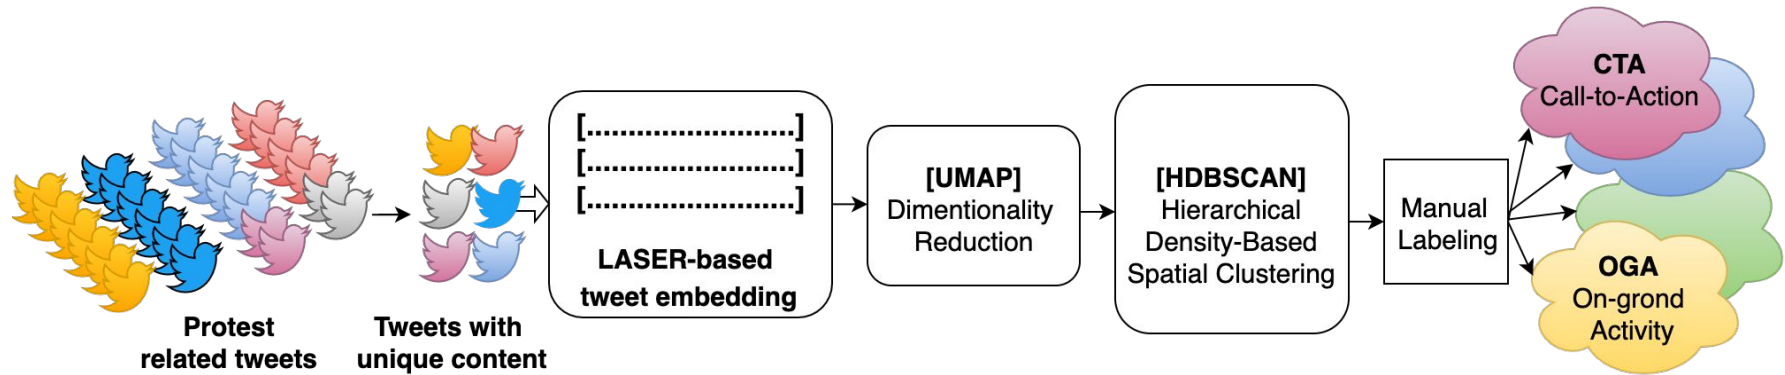 Protest
related tweets
Tweets with
unique content
[........................]
[........................]
[........................]
LASER-based
tweet embedding
[UMAP]
Dimentionality
Reduction
[HDBSCAN]
Hierarchical
Density-Based
Spatial Clustering
Manual
Labeling
CTA
Call-to-Action
OGA
On-grond
Activity